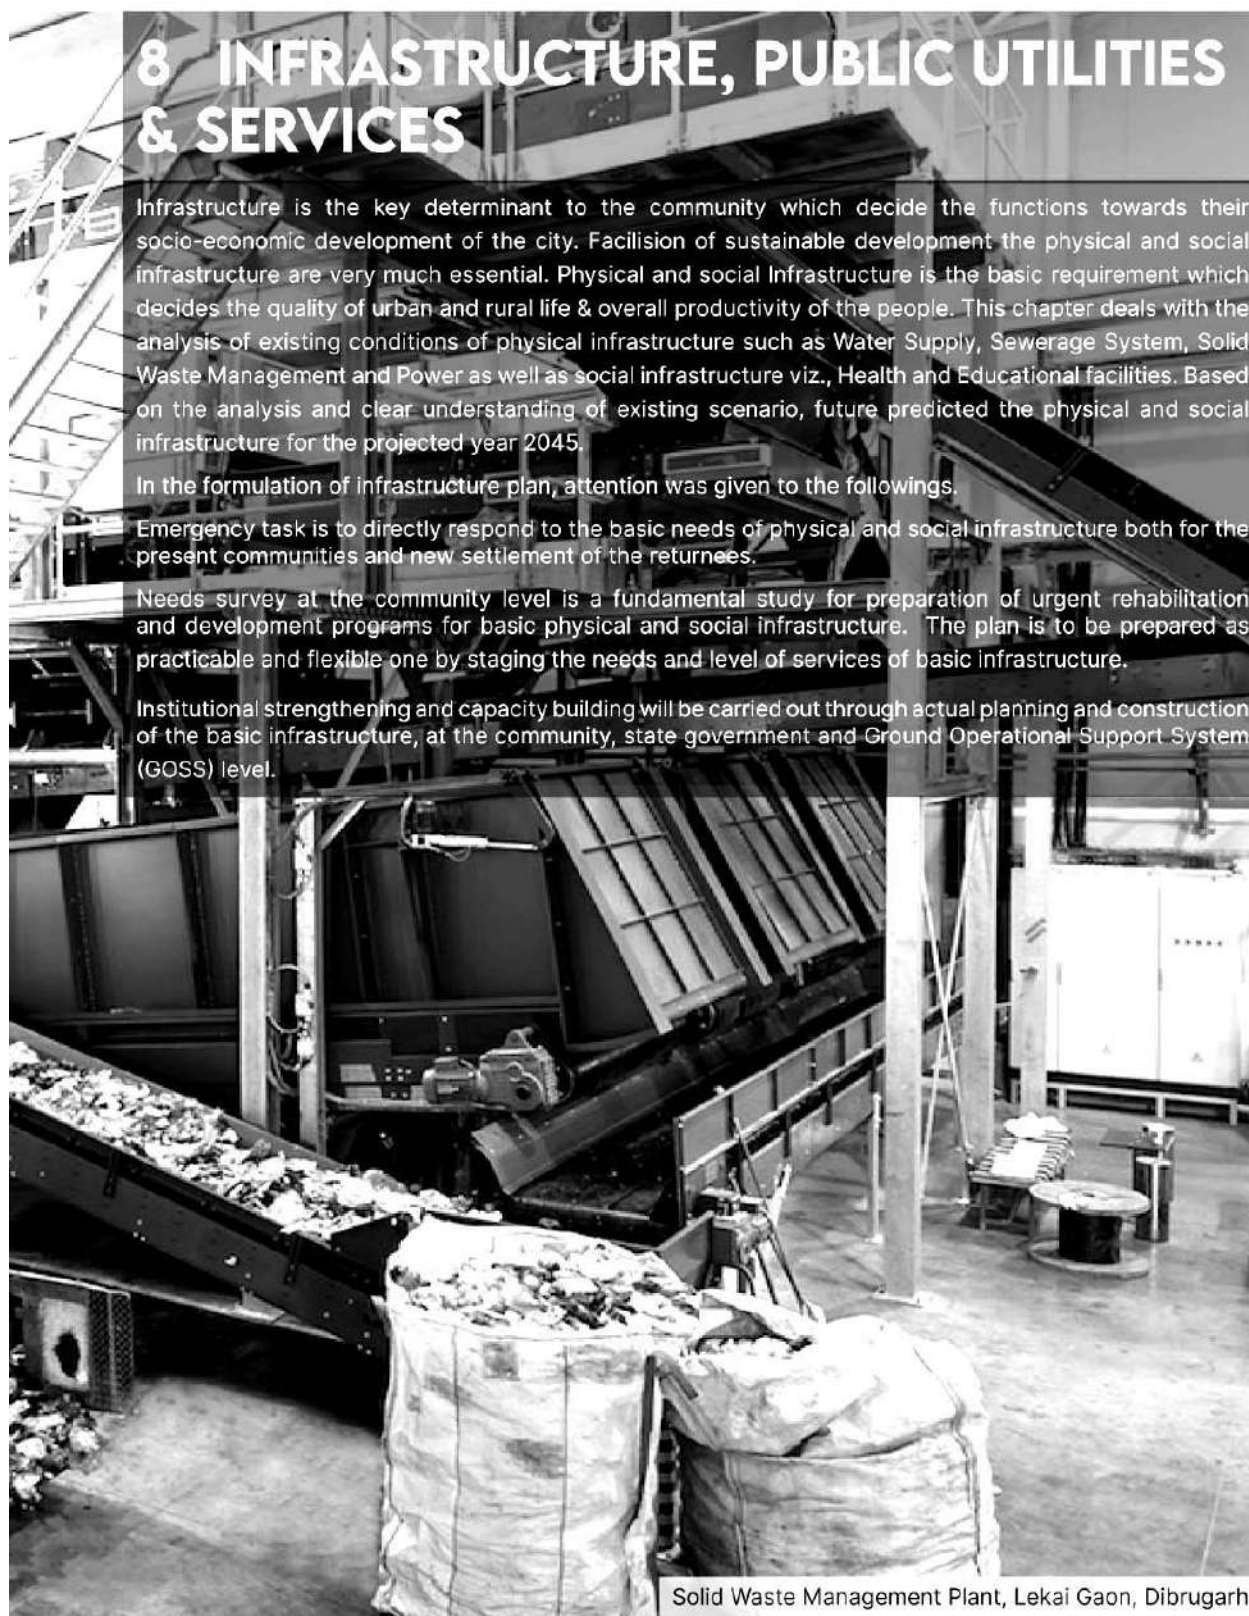 8 INFRASTRUCTURE, PUBLIC UTILITIES
& SERVICES
Infrastructure is the key determinant to the community which decide the functions towards their
socio-economic development of the city. Facilision of sustainable development the physical and social
infrastructure are very much essential. Physical and social Infrastructure is the basic requirement which
decides the quality of urban and rural life & overall productivity of the people. This chapter deals with the
analysis of existing conditions of physical infrastructure such as Water Supply, Sewerage System, Solid
Waste Management and Power as well as social infrastructure viz., Health and Educational facilities. Based
on the analysis and clear understanding of existing scenario, future predicted the physical and social
infrastructure for the projected year 2045.
In the formulation of infrastructure plan, attention was given to the followings.
Emergency task is to directly respond to the basic needs of physical and social infrastructure both for the
present communities and new settlement of the returnees.
Needs survey at the community level is a fundamental study for preparation of urgent rehabilitation
and development programs for basic physical and social infrastructure. The plan is to be prepared as
practicable and flexible one by staging the needs and level of services of basic infrastructure.
Institutional strengthening and capacity building will be carried out through actual planning and construction
of the basic infrastructure, at the community, state government and Ground Operational Support System
(GOSS) level.
Solid Waste Management Plant, Lekai Gaon, Dibrugarh